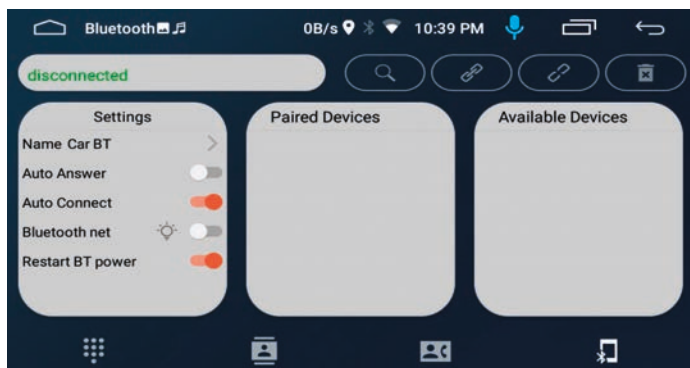 Bluetooth
0B/s 10:39 PM
disconnected
Settings
Name Car BT
Auto Answer
Auto Connect
Bluetooth net
Restart BT power
Paired Devices
Available Devices